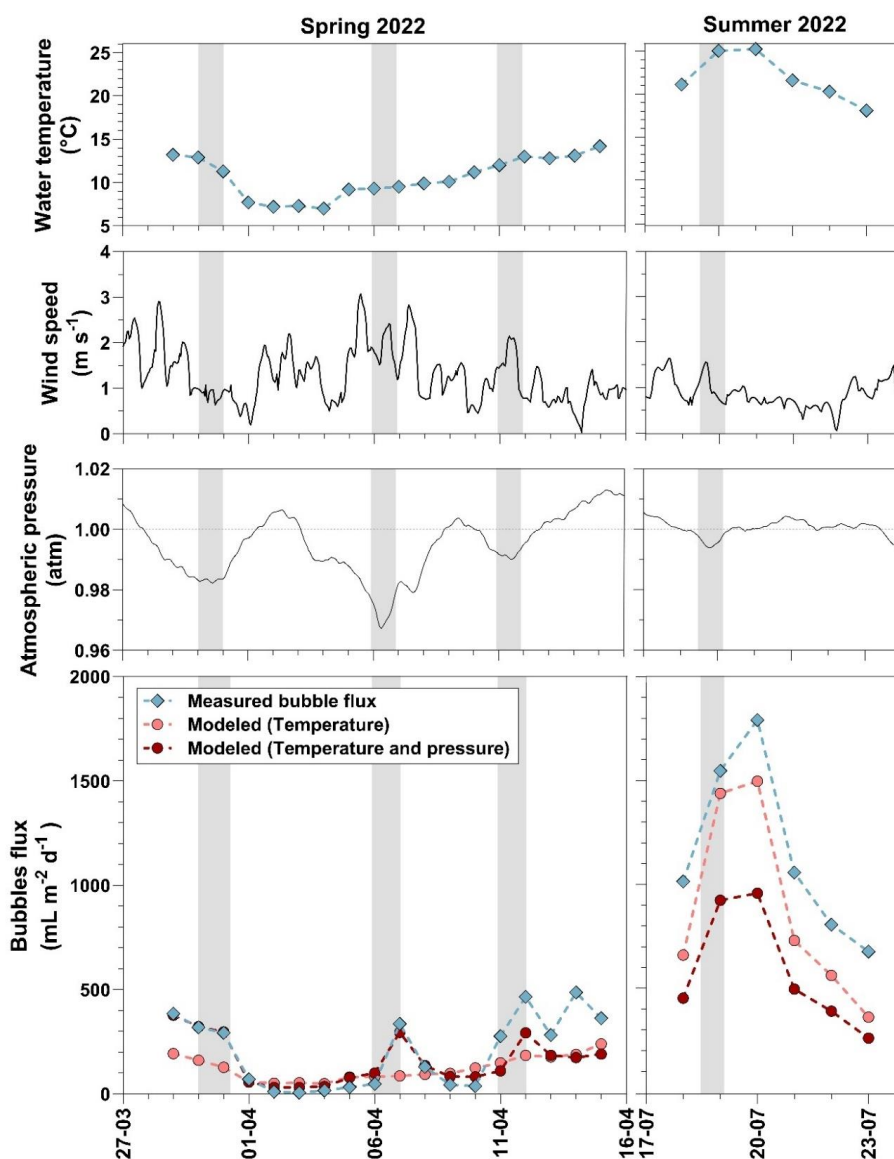 Spring 2022
Summer 2022
Water temperature
(°C)
25
20
15
10
5
Wind speed
(m s⁻¹)
4
3
2
1
0
Atmospheric pressure
(atm)
1.02
1.00
0.98
0.96
Bubbles flux
(mL m⁻² d⁻¹)
2000
1500
1000
500
0
Measured bubble flux
Modeled (Temperature)
Modeled (Temperature and pressure)
27-03
01-04
06-04
11-04
16-04
17-07
20-07
23-07